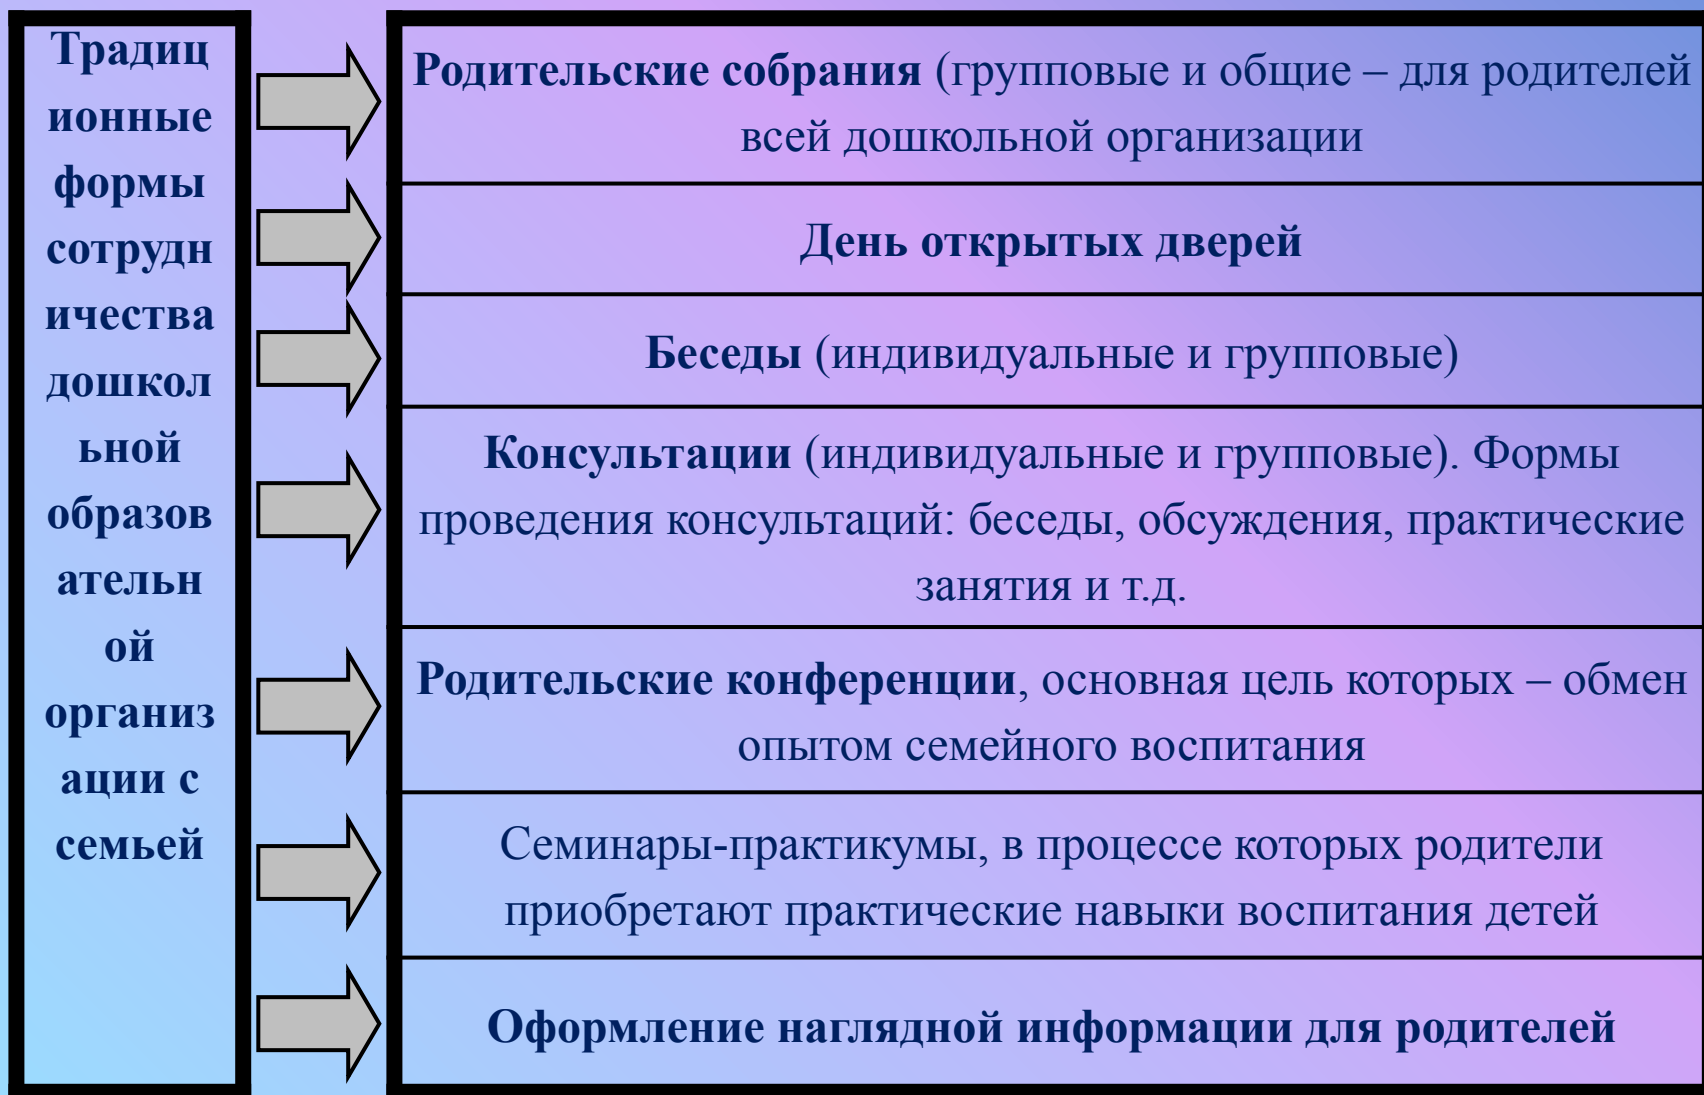 Традиц
ионные
формы
сотрудн
ичества
дошкол
ьной
образов
ательн
ой
организ
ации с
семьей
Родительские собрания (групповые и общие – для родителей
всей дошкольной организации
День открытых дверей
Беседы (индивидуальные и групповые)
Консультации (индивидуальные и групповые). Формы
проведения консультаций: беседы, обсуждения, практические
занятия и т.д.
Родительские конференции, основная цель которых – обмен
опытом семейного воспитания
Семинары-практикумы, в процессе которых родители
приобретают практические навыки воспитания детей
Оформление наглядной информации для родителей